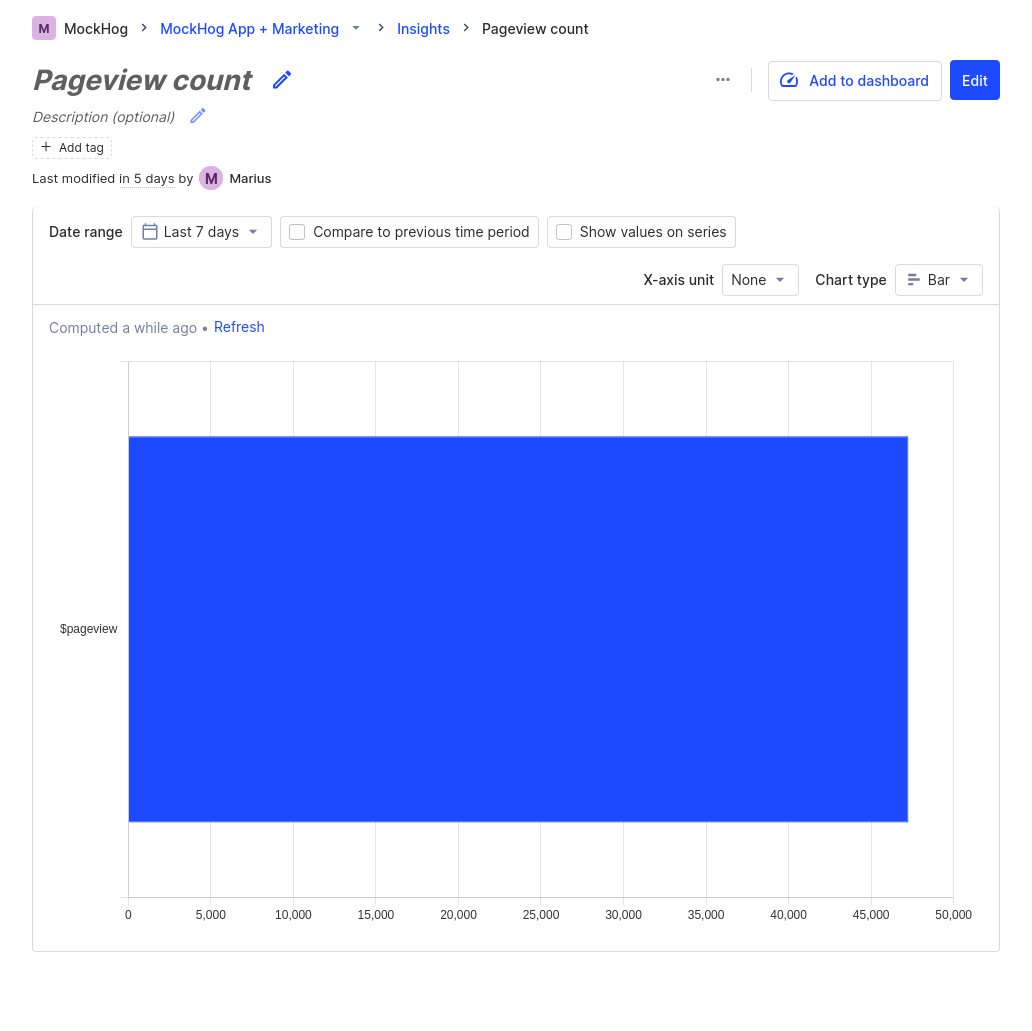 M MockHog MockHog App + Marketing Insights Pageview count
Pageview count
... Add to dashboard Edit
Description (optional)
+ Add tag
Last modified in 5 days by M Marius
Date range Last 7 days Compare to previous time period Show values on series
X-axis unit None Chart type Bar
Computed a while ago • Refresh
$pageview
0 5,000 10,000 15,000 20,000 25,000 30,000 35,000 40,000 45,000 50,000